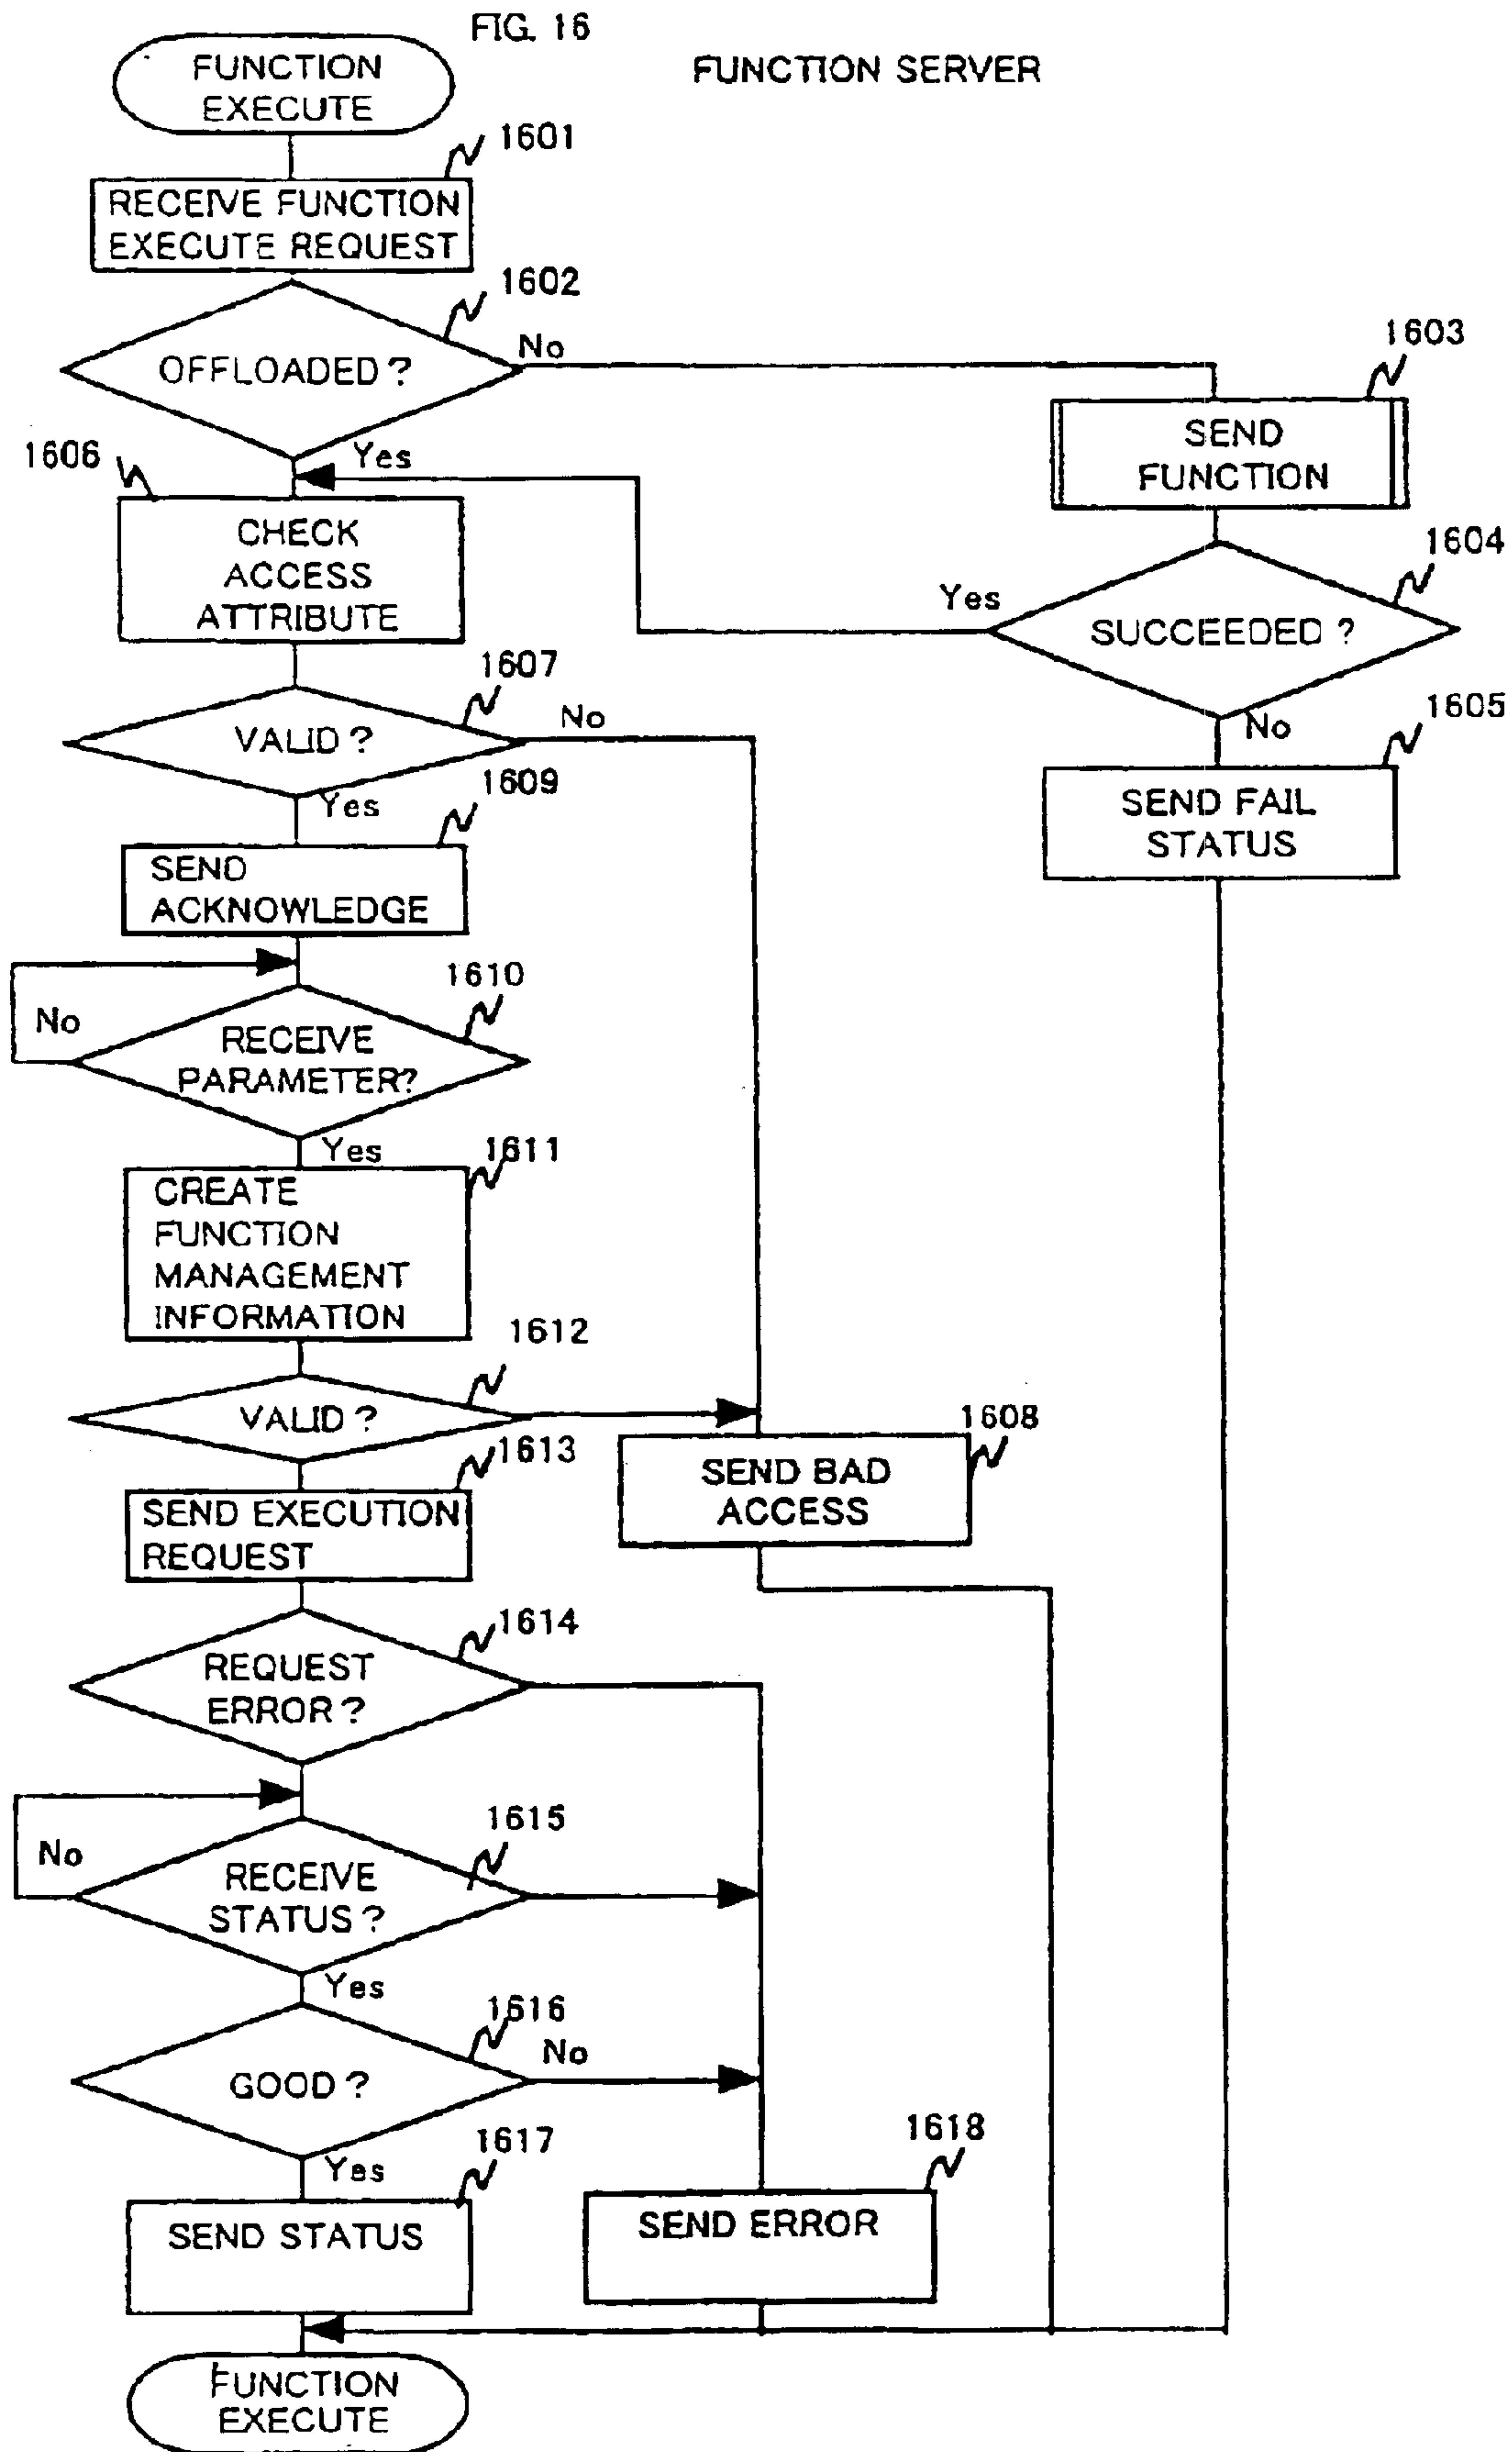 FIG. 16
FUNCTION SERVER
FUNCTION
EXECUTE
1601
RECEIVE FUNCTION
EXECUTE REQUEST
1602
OFFLOADED ?
No
Yes
1603
SEND
FUNCTION
1604
SUCCEEDED ?
Yes
No
1605
SEND FAIL
STATUS
1606
CHECK
ACCESS
ATTRIBUTE
1607
VALID ?
No
Yes
1609
SEND
ACKNOWLEDGE
1610
No
RECEIVE
PARAMETER?
Yes
1611
CREATE
FUNCTION
MANAGEMENT
INFORMATION
1612
VALID ?
1608
SEND BAD
ACCESS
1613
SEND EXECUTION
REQUEST
1614
REQUEST
ERROR ?
1615
No
RECEIVE
STATUS ?
Yes
1616
GOOD ?
No
Yes
1617
SEND STATUS
1618
SEND ERROR
FUNCTION
EXECUTE